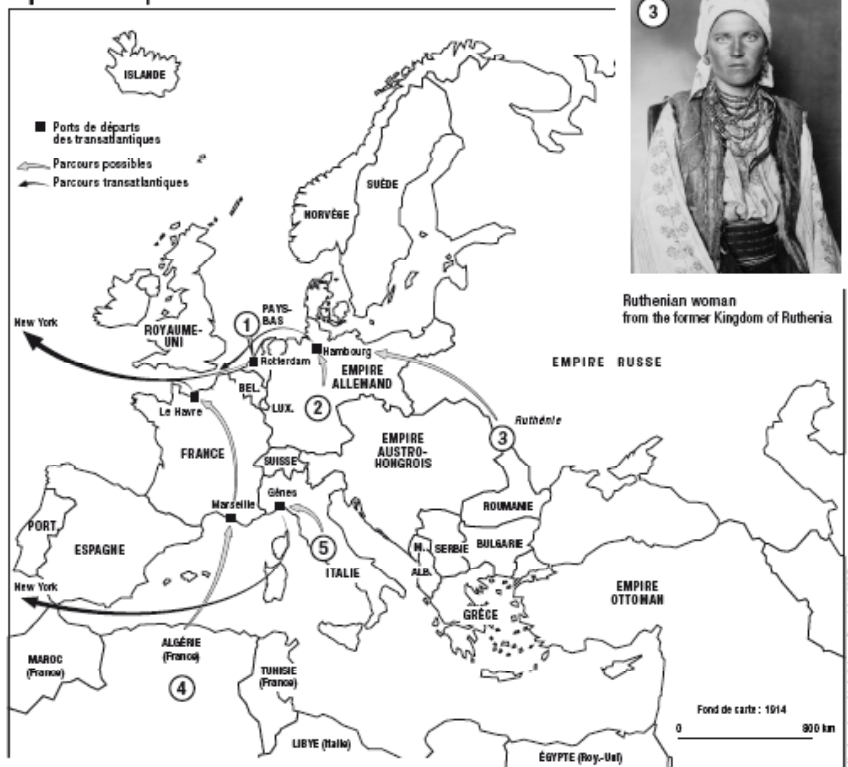 3
ISLANDE
Ports de départs
des transatlantiques
Parcours possibles
Parcours transatlantiques
NORVÈGE
SUÈDE
Ruthenian woman
from the former Kingdom of Ruthenia
New York
ROYAUME-
UNI
1
PAYS-
BAS
Rotterdam
Hambourg
EMPIRE
ALLEMAND
EMPIRE RUSSE
BEL.
LUX.
2
Le Havre
3
Ruthénie
FRANCE
EMPIRE
AUSTRO-
HONGROIS
SUISSE
Gênes
Marseille
ROUMANIE
PORT.
ESPAGNE
5
ITALIE
M.
SERBIE
BULGARIE
ALB.
New York
GRÈCE
EMPIRE
OTTOMAN
MAROC
(France)
ALGÉRIE
(France)
4
TUNISIE
(France)
LIBYE (Italie)
ÉGYPTE (Roy.-Uni)
Fond de carte : 1914
0
800 km